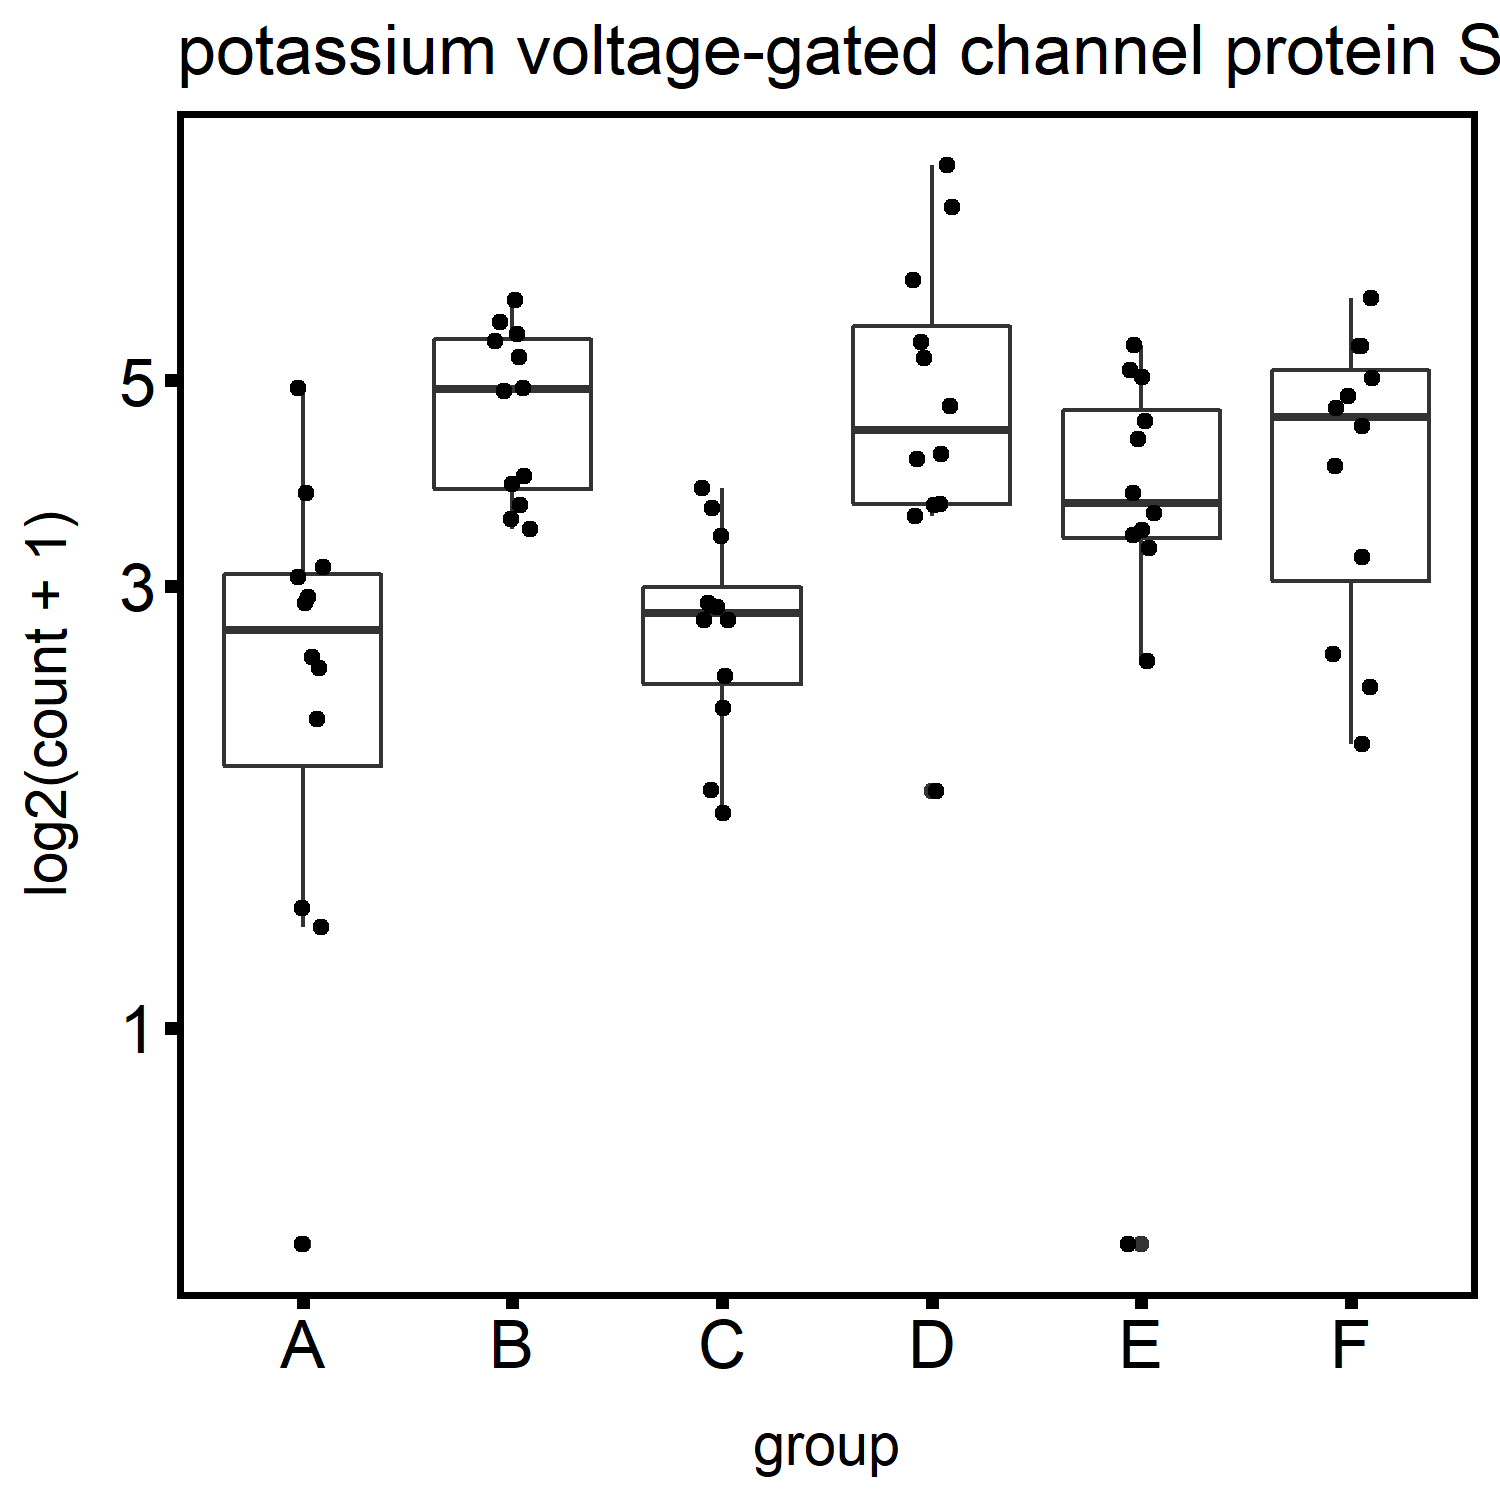 potassium voltage-gated channel protein S
log2(count + 1)
5
3
1
A B C D E F
group